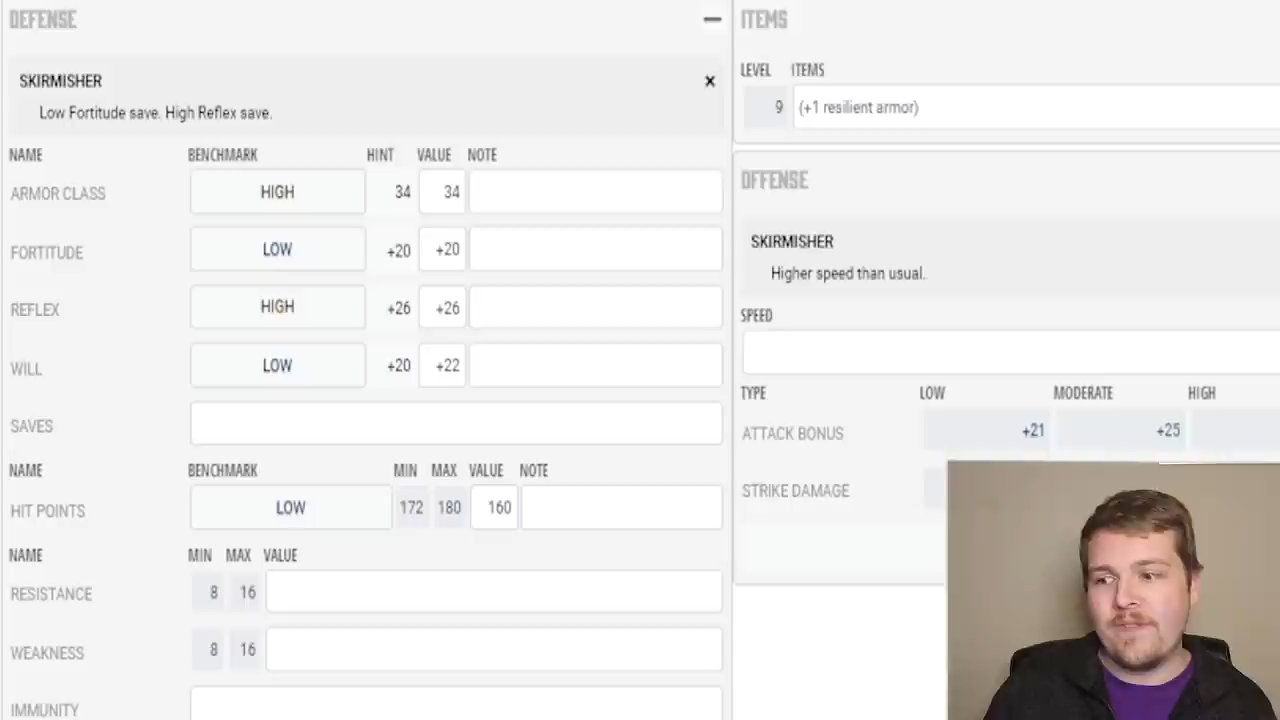 DEFENSE
SKIRMISHER
Low Fortitude save. High Reflex save.
NAME BENCHMARK HINT VALUE NOTE
ARMOR CLASS HIGH 34 34
FORTITUDE LOW +20 +20
REFLEX HIGH +26 +26
WILL LOW +20 +22
SAVES
NAME BENCHMARK MIN MAX VALUE NOTE
HIT POINTS LOW 172 180 160
NAME MIN MAX VALUE
RESISTANCE 8 16
WEAKNESS 8 16
IMMUNITY
ITEMS
LEVEL ITEMS
9 (+1 resilient armor)
OFFENSE
SKIRMISHER
Higher speed than usual.
SPEED
TYPE LOW MODERATE HIGH
ATTACK BONUS +21 +25
STRIKE DAMAGE